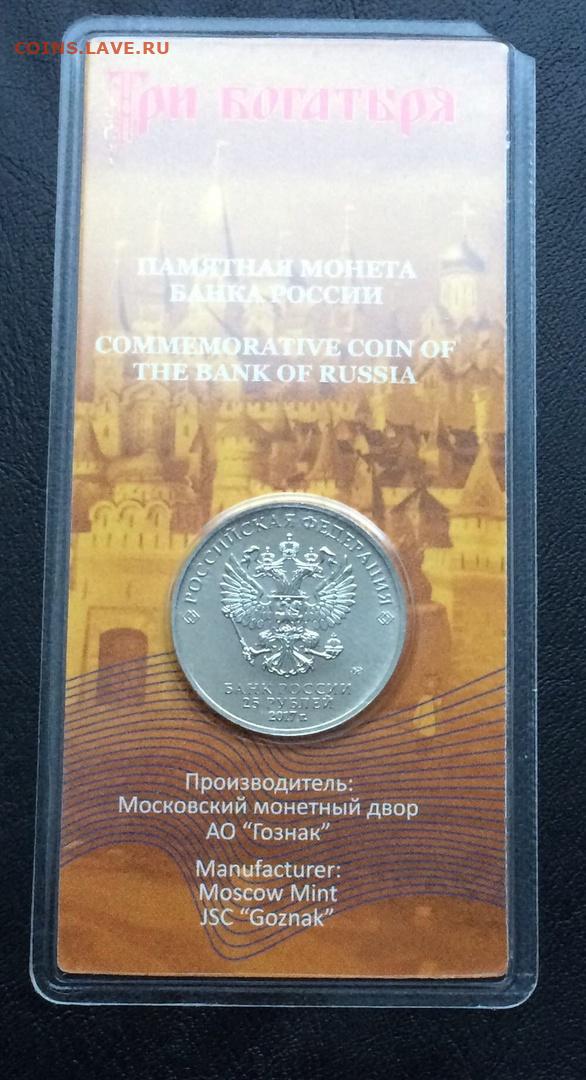 COINS.LAVE.RU
Три богатыря
ПАМЯТНАЯ МОНЕТА
БАНКА РОССИИ
COMMEMORATIVE COIN OF
THE BANK OF RUSSIA
РОССИЙСКАЯ ФЕДЕРАЦИЯ
БАНК РОССИИ
25 РУБЛЕЙ
2017 г.
Производитель:
Московский монетный двор
АО "Гознак"
Manufacturer:
Moscow Mint
JSC "Goznak"